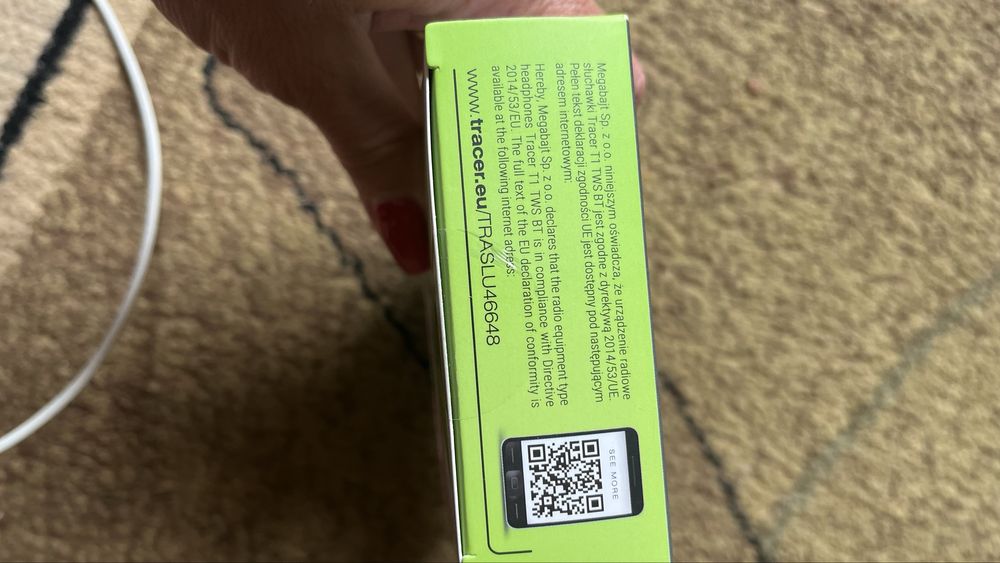 Megabajt Sp. z o.o. niniejszym oświadcza, że urządzenie radiowe
słuchawki Tracer T1 TWS BT jest zgodne z dyrektywą 2014/53/UE.
Pełen tekst deklaracji zgodności UE jest dostępny pod następującym
adresem internetowym:
Hereby, Megabajt Sp. z o.o. declares that the radio equipment type
headphones Tracer T1 TWS BT is in compliance with Directive
2014/53/EU. The full text of the EU declaration of conformity is
available at the following internet adress:
www.tracer.eu/TRASLU46648
SEE MORE